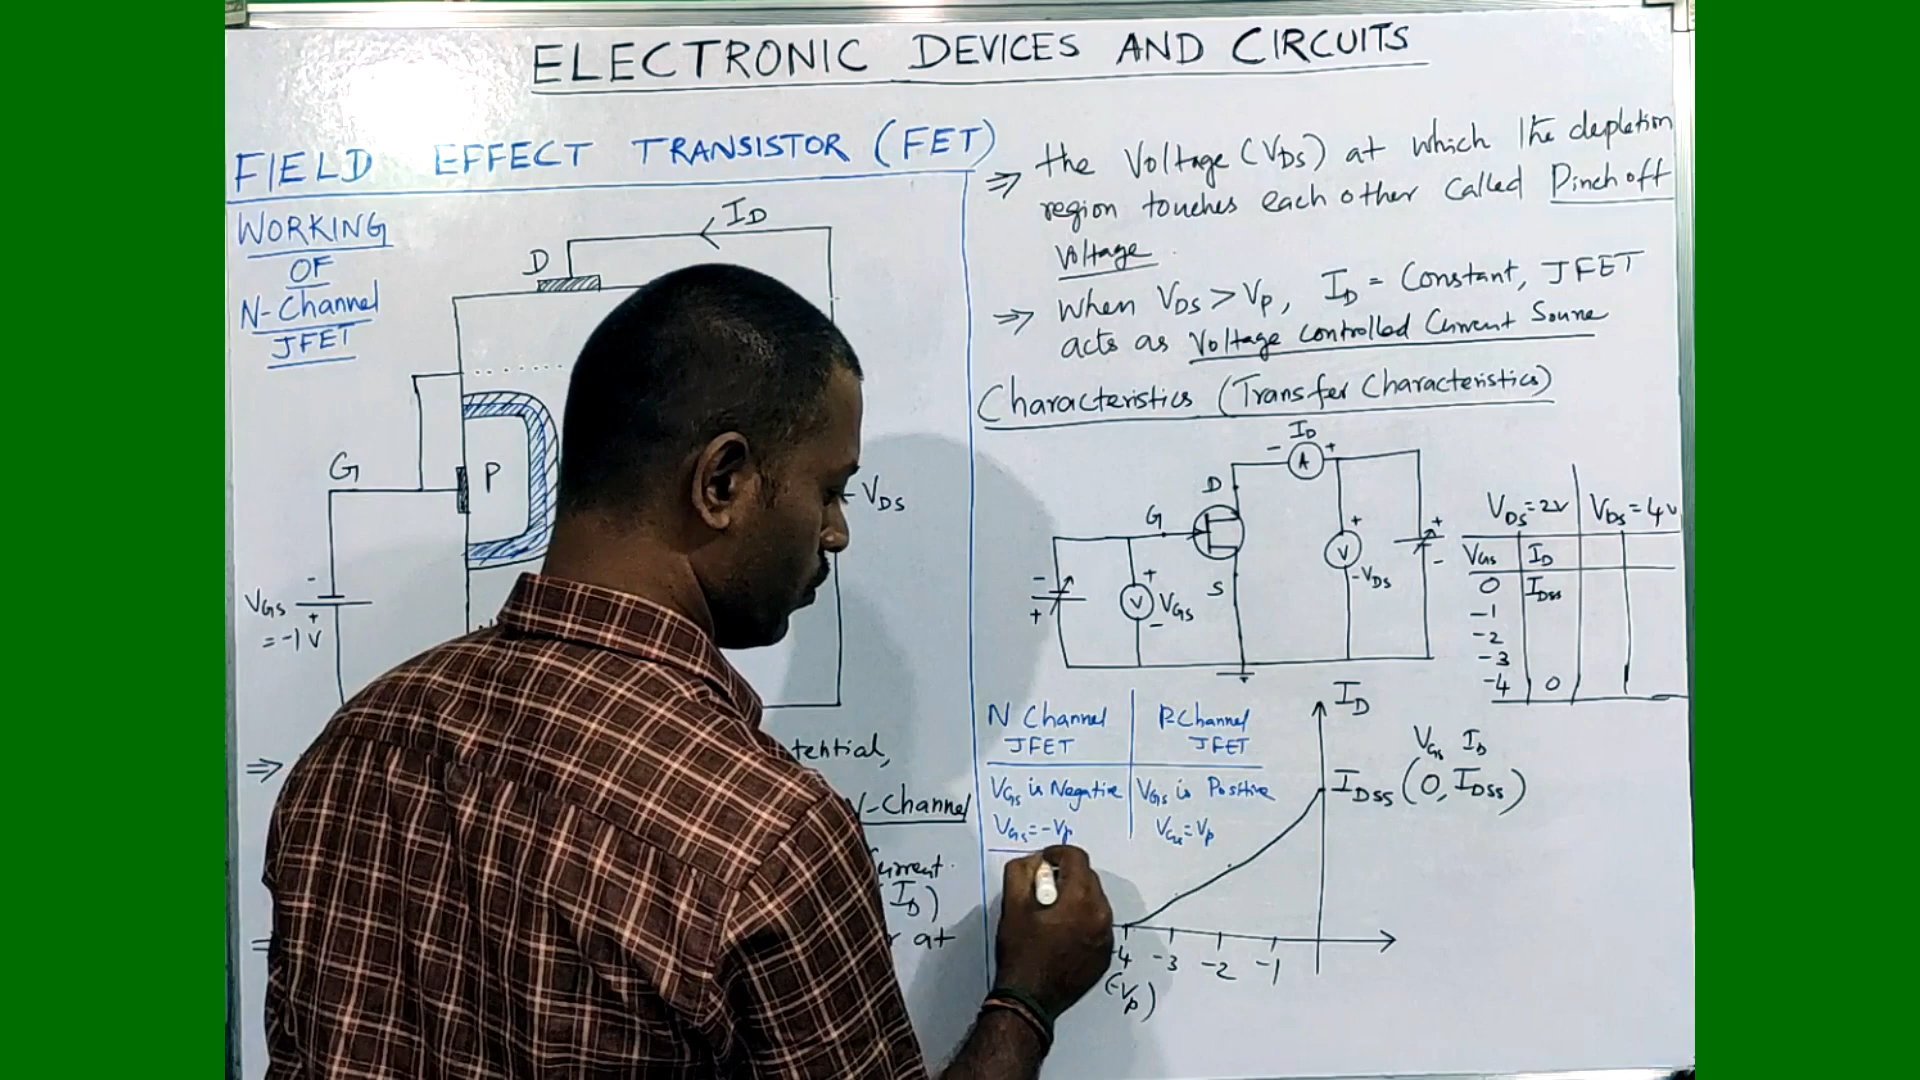 ELECTRONIC DEVICES AND CIRCUITS
FIELD EFFECT TRANSISTOR (FET)
WORKING
OF
N-Channel
JFET
D
ID
G
P
VDS
-
VGS
+
= -1V
⇒
tential,
N-Channel
Current.
ID)
at
⇒ the Voltage (VDS) at which the depletion
region touches each other called Pinch off
Voltage.
⇒ When VDS > Vp, ID = Constant, JFET
acts as Voltage controlled Current Source
Characteristics (Transfer Characteristics)
ID
- A +
D
G
S
- +
+ V VGS -
+ V - VDS
+ -
VDS=2V VDS=4V
VGS ID
0 IDSS
-1
-2
-3
-4 0
N Channel P-Channel
JFET JFET
VGS is Negative VGS is Positive
VGS=-Vp VGS=Vp
ID
VGS ID
IDSS (0, IDSS)
-4 -3 -2 -1
(-Vp)